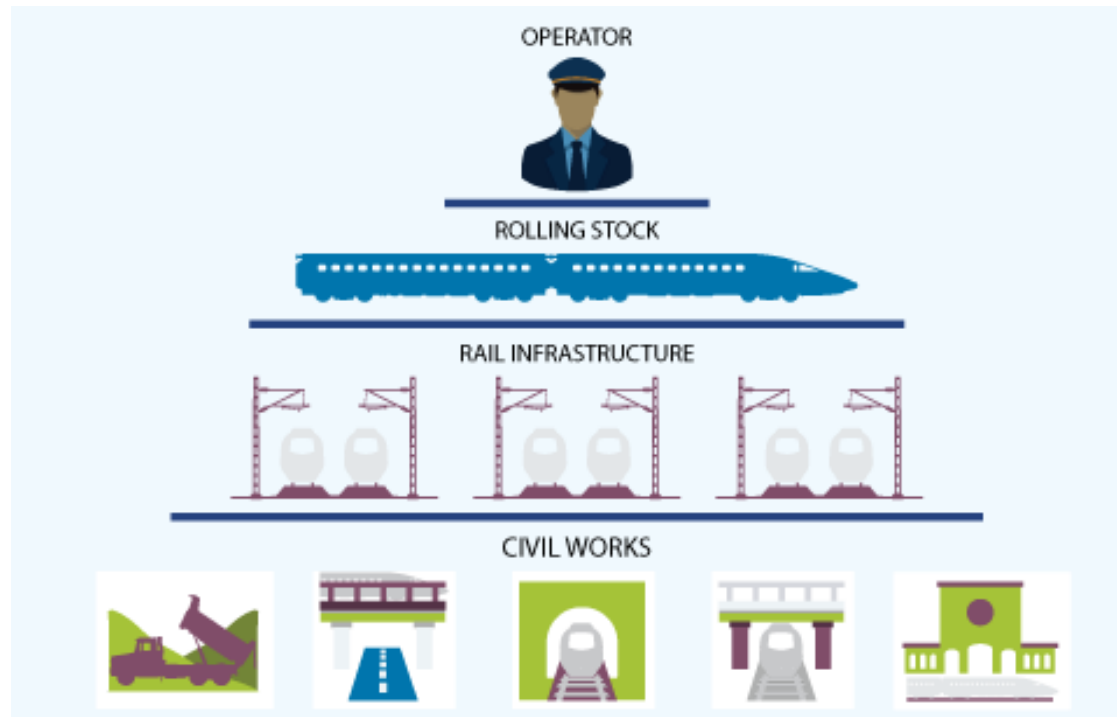 OPERATOR
ROLLING STOCK
RAIL INFRASTRUCTURE
CIVIL WORKS